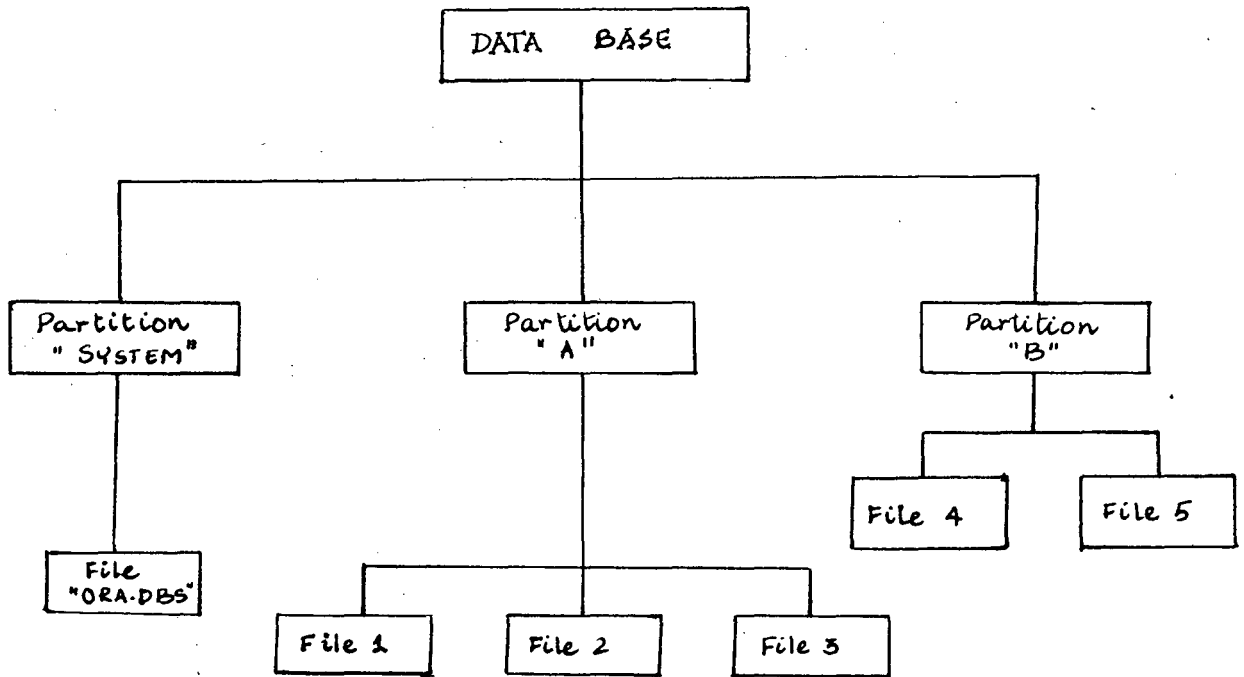 DATA BASE
Partition
"SYSTEM"
Partition
"A"
Partition
"B"
File 4
File 5
File
"ORA-DBS"
File 1
File 2
File 3